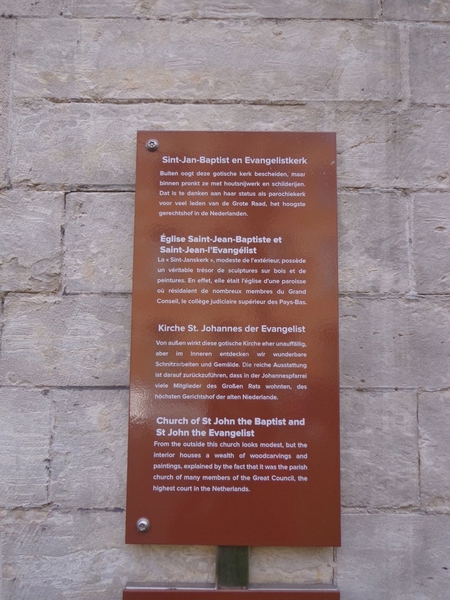 Sint-Jan-Baptist en Evangelistkerk
Buiten oogt deze gotische kerk bescheiden, maar
binnen pronkt ze met houtsnijwerk en schilderijen.
Dat is te danken aan haar status als parochiekerk
voor veel leden van de Grote Raad, het hoogste
gerechtshof in de Nederlanden.
Église Saint-Jean-Baptiste et
Saint-Jean-l'Evangélist
La « Sint-Janskerk », modeste de l'extérieur, possède
un véritable trésor de sculptures sur bois et de
peintures. En effet, elle était l'église d'une paroisse
où résidaient de nombreux membres du Grand
Conseil, le collège judiciaire supérieur des Pays-Bas.
Kirche St. Johannes der Evangelist
Von außen wirkt diese gotische Kirche eher unauffällig,
aber im Inneren entdecken wir wunderbare
Schnitzarbeiten und Gemälde. Die reiche Ausstattung
ist darauf zurückzuführen, dass in der Johannespfarrei
viele Mitglieder des Großen Rats wohnten, des
höchsten Gerichtshof der alten Niederlande.
Church of St John the Baptist and
St John the Evangelist
From the outside this church looks modest, but the
interior houses a wealth of woodcarvings and
paintings, explained by the fact that it was the parish
church of many members of the Great Council, the
highest court in the Netherlands.